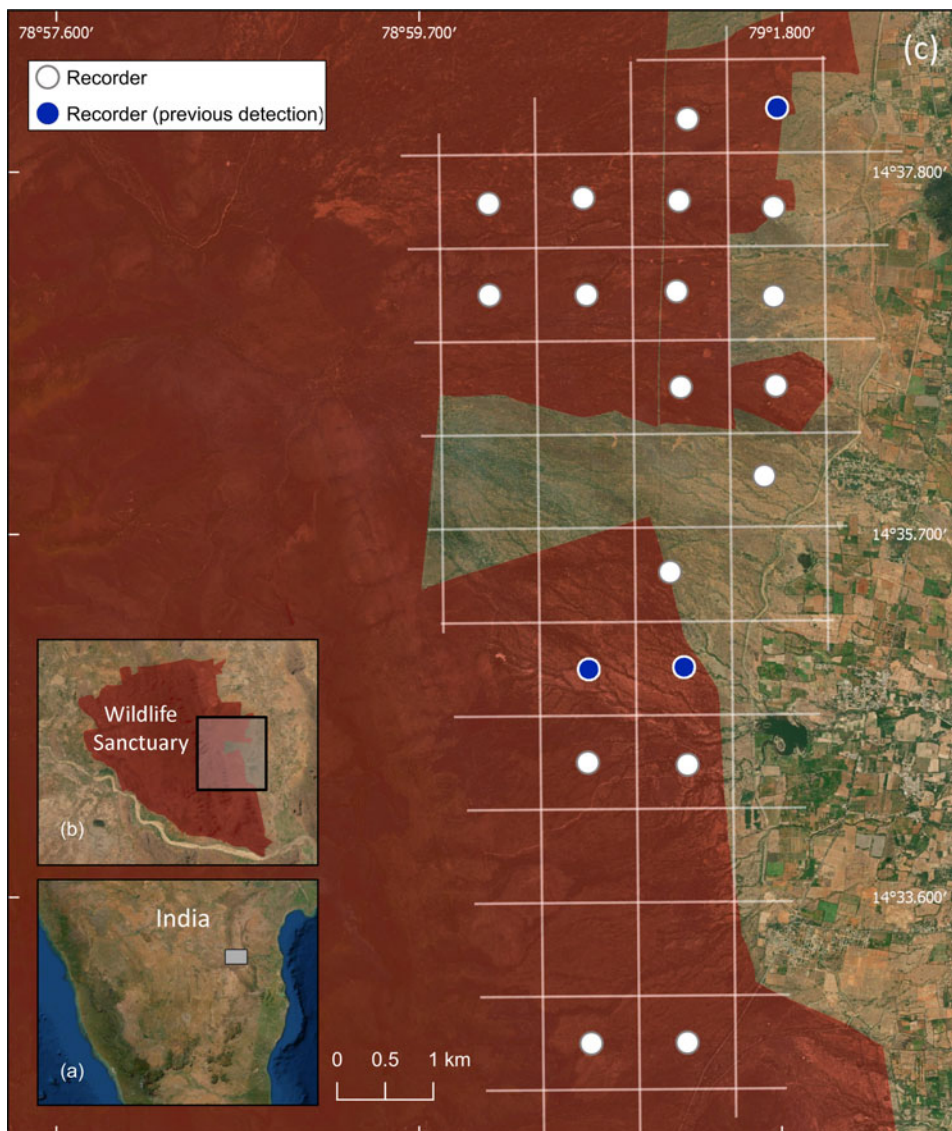 78°57.600'
78°59.700'
79°1.800'
(c)
Recorder
Recorder (previous detection)
14°37.800'
14°35.700'
Wildlife
Sanctuary
(b)
14°33.600'
India
(a)
0 0.5 1 km